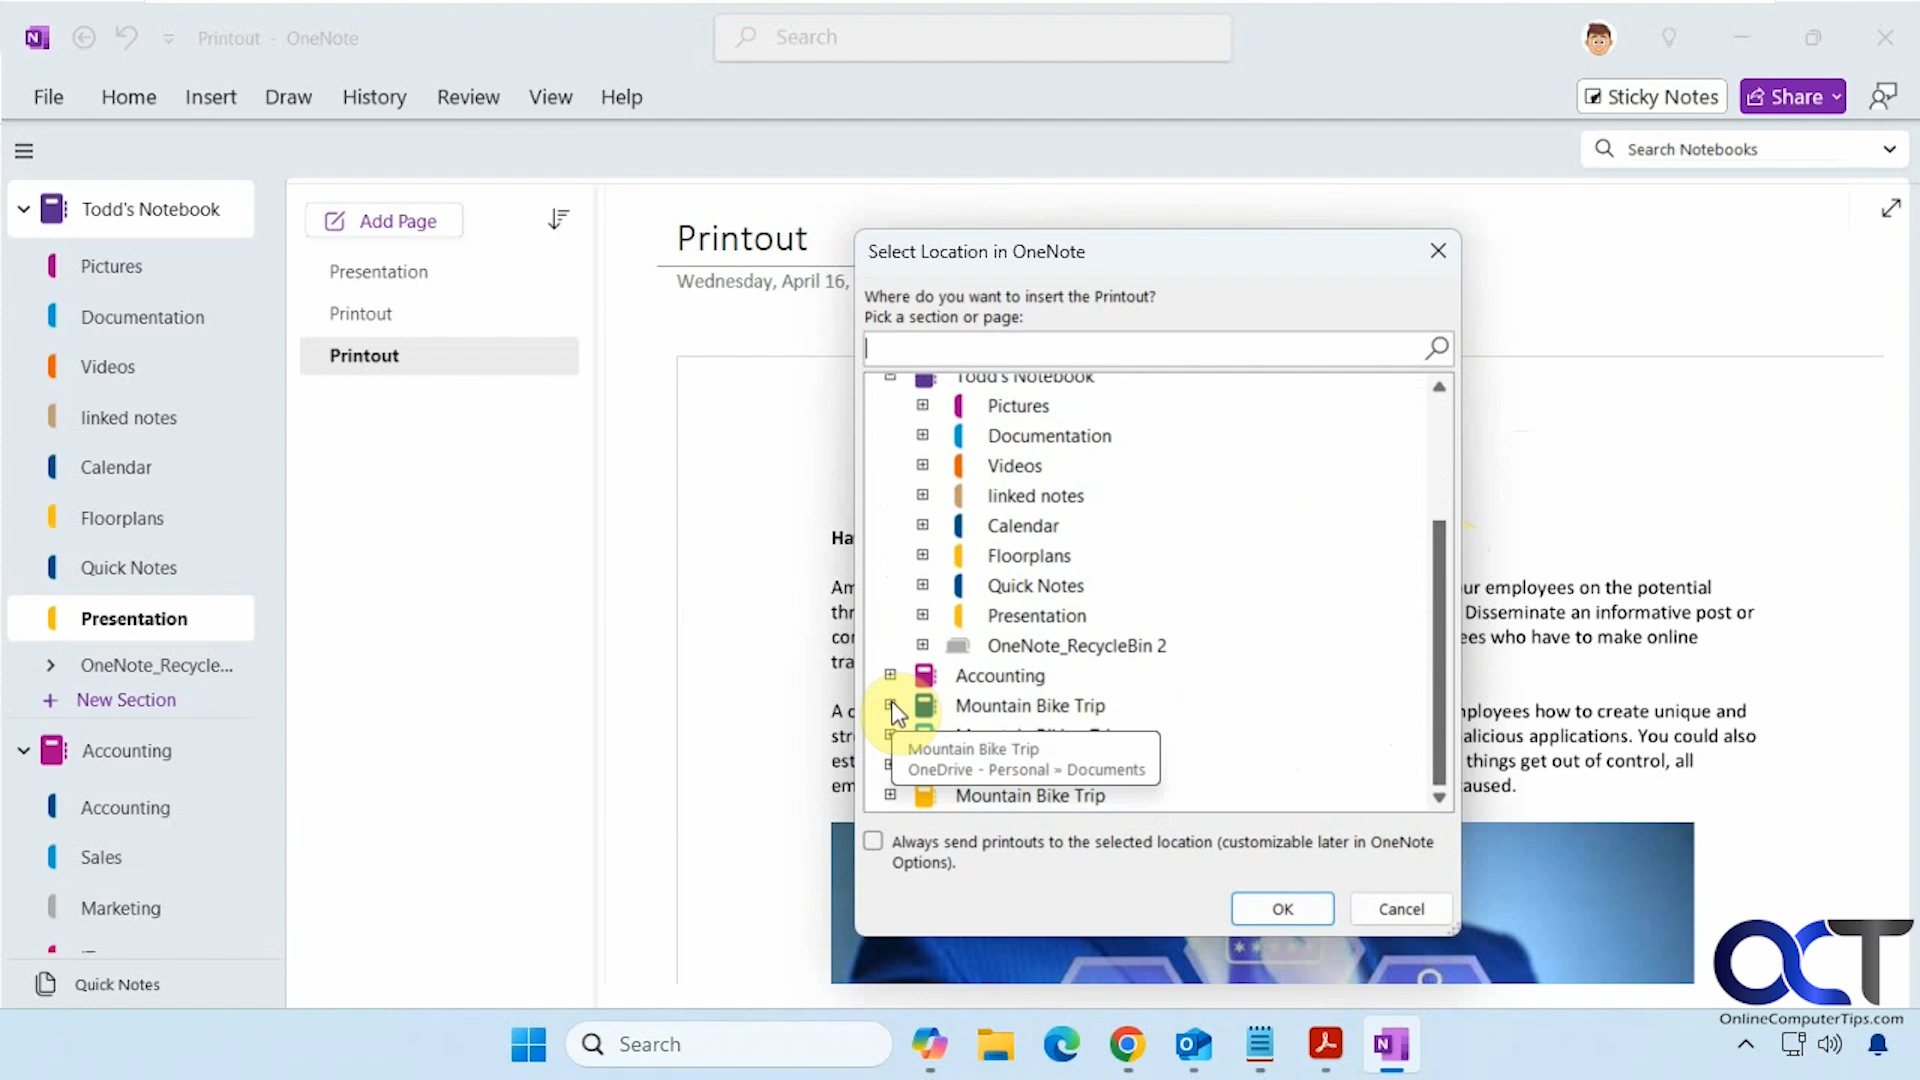 Printout - OneNote
Search
File Home Insert Draw History Review View Help
Sticky Notes
Share
Search Notebooks
Todd's Notebook
Pictures
Documentation
Videos
linked notes
Calendar
Floorplans
Quick Notes
Presentation
OneNote_Recycle...
New Section
Accounting
Accounting
Sales
Marketing
Quick Notes
Add Page
Presentation
Printout
Printout
Printout
Wednesday, April 16,
ur employees on the potential
Disseminate an informative post or
ees who have to make online
ployees how to create unique and
alicious applications. You could also
things get out of control, all
aused.
Select Location in OneNote
Where do you want to insert the Printout?
Pick a section or page:
Todd's Notebook
Pictures
Documentation
Videos
linked notes
Calendar
Floorplans
Quick Notes
Presentation
OneNote_RecycleBin 2
Accounting
Mountain Bike Trip
Mountain Bike Trip
OneDrive - Personal » Documents
Mountain Bike Trip
Always send printouts to the selected location (customizable later in OneNote
Options).
OK
Cancel
OCT
OnlineComputerTips.com
Search